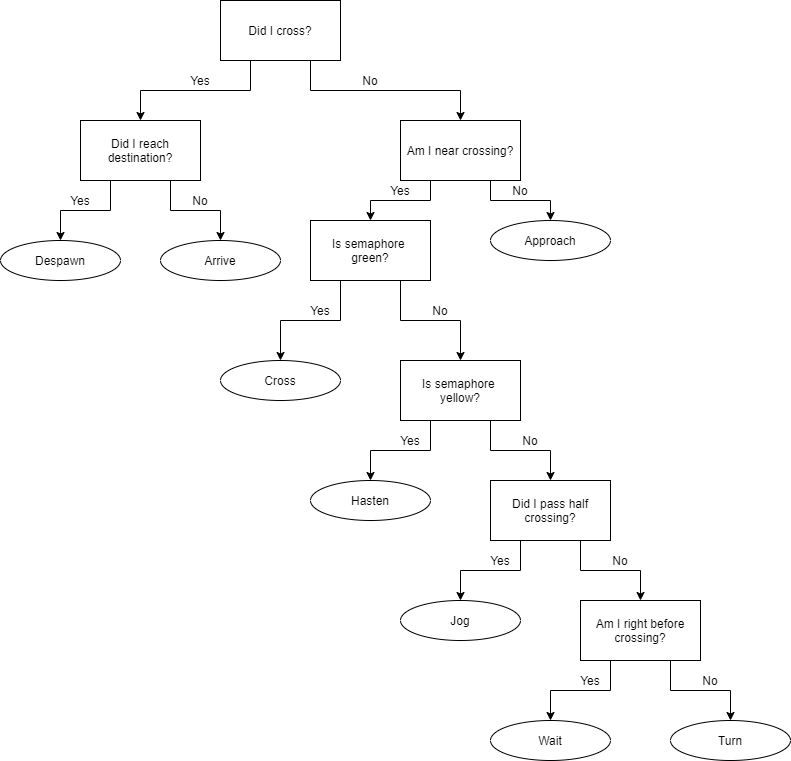 Did I cross?
Yes
No
Did I reach
destination?
Am I near crossing?
Yes
No
Yes
No
Despawn
Arrive
Is semaphore
green?
Approach
Yes
No
Cross
Is semaphore
yellow?
Yes
No
Hasten
Did I pass half
crossing?
Yes
No
Jog
Am I right before
crossing?
Yes
No
Wait
Turn